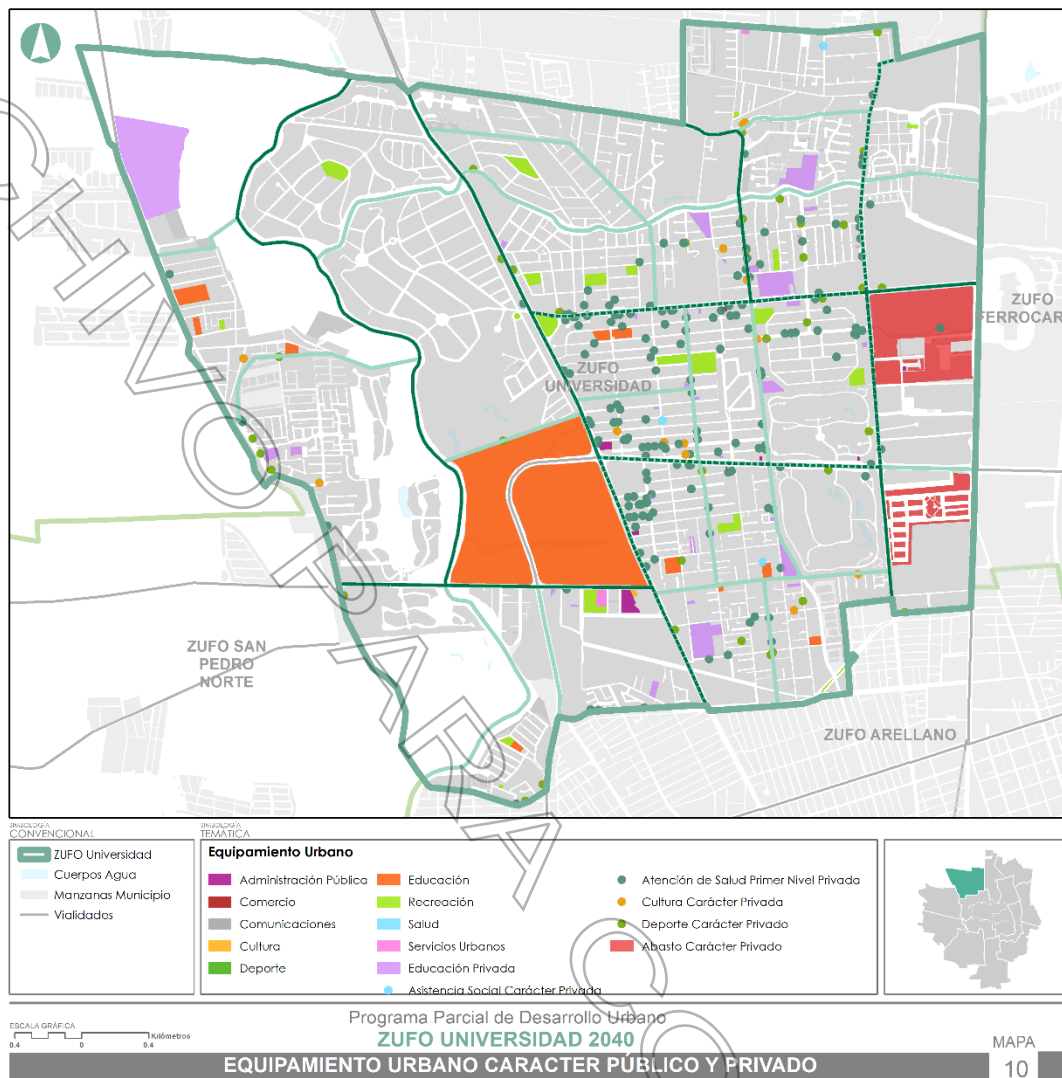 ZUFO
FERROCAR
ZUFO
UNIVERSIDAD
ZUFO SAN
PEDRO
NORTE
ZUFO ARELLANO
SIMBOLOGÍA
CONVENCIONAL
ZUFO Universidad
Cuerpos Agua
Manzanas Municipio
Vialidades
SIMBOLOGÍA
TEMÁTICA
Equipamiento Urbano
Administración Pública
Comercio
Comunicaciones
Cultura
Deporte
Educación
Recreación
Salud
Servicios Urbanos
Educación Privada
Asistencia Social Carácter Privada
Atención de Salud Primer Nivel Privada
Cultura Carácter Privada
Deporte Carácter Privado
Abasto Carácter Privado
ESCALA GRÁFICA
0.4 0 0.4 Kilómetros
Programa Parcial de Desarrollo Urbano
ZUFO UNIVERSIDAD 2040
EQUIPAMIENTO URBANO CARACTER PÚBLICO Y PRIVADO
MAPA
10